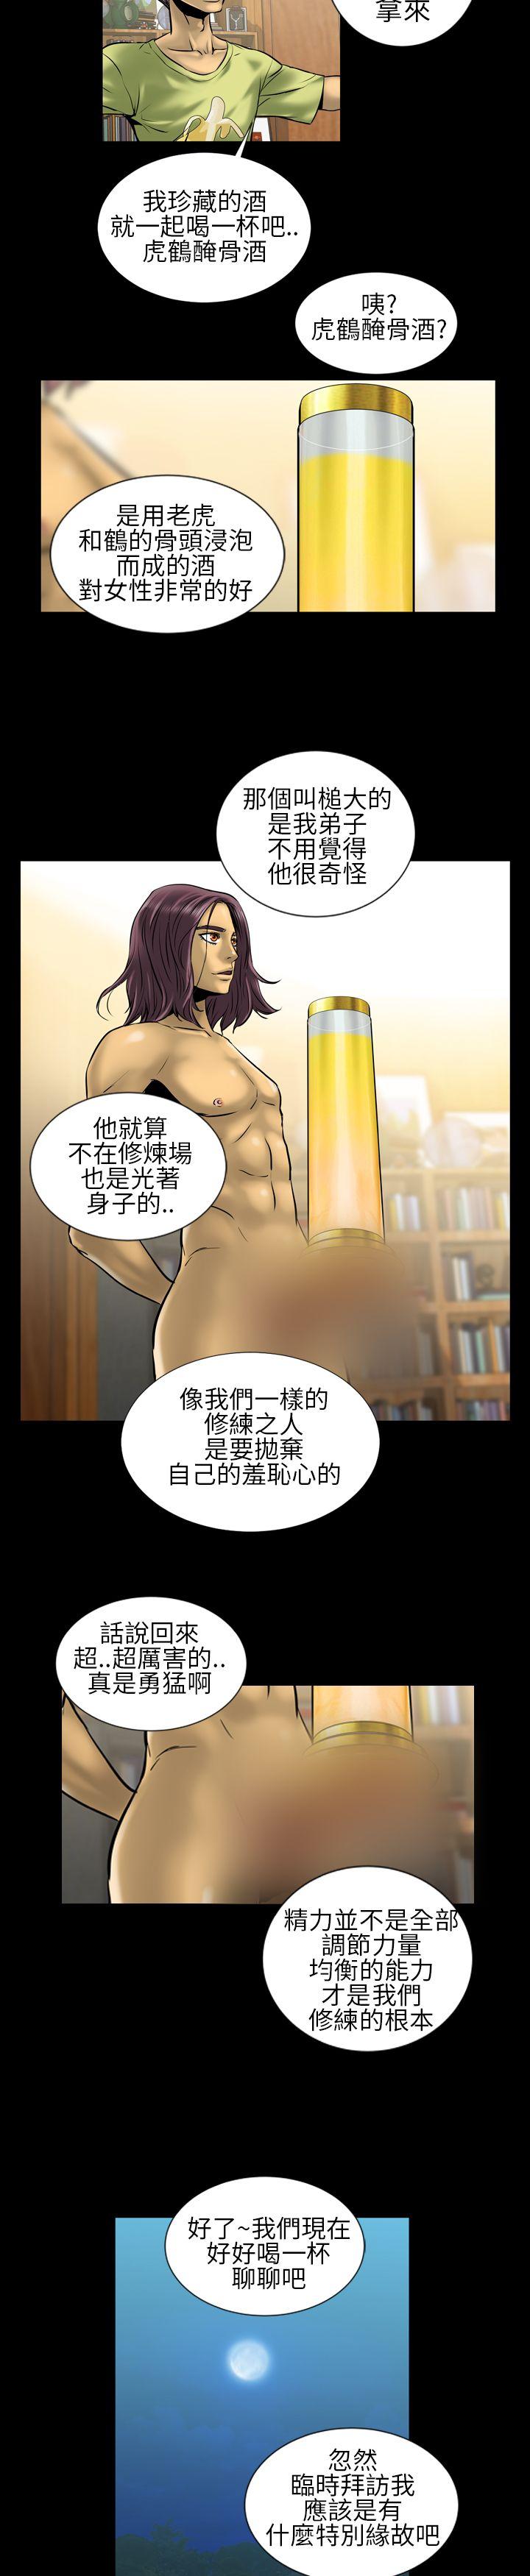 拿來
我珍藏的酒
就一起喝一杯吧..
虎鶴醃骨酒
咦?
虎鶴醃骨酒?
是用老虎
和鶴的骨頭浸泡
而成的酒
對女性非常的好
那個叫槌大的
是我弟子
不用覺得
他很奇怪
他就算
不在修煉場
也是光著
身子的..
像我們一樣的
修練之人
是要拋棄
自己的羞恥心的
話說回來
超..超厲害的..
真是勇猛啊
精力並不是全部
調節力量
均衡的能力
才是我們
修練的根本
好了~我們現在
好好喝一杯
聊聊吧
忽然
臨時拜訪我
應該是有
什麼特別緣故吧